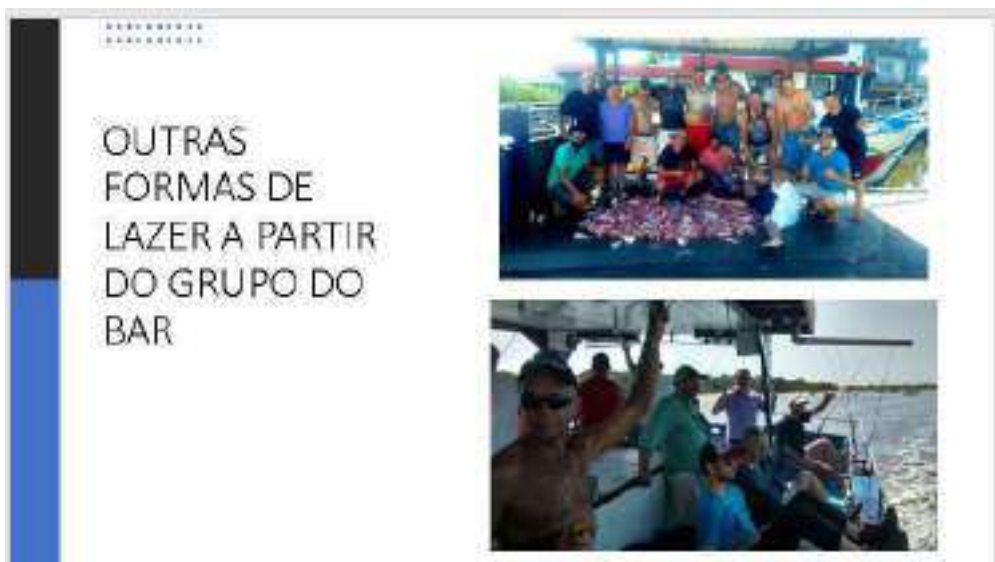 OUTRAS
FORMAS DE
LAZER A PARTIR
DO GRUPO DO
BAR